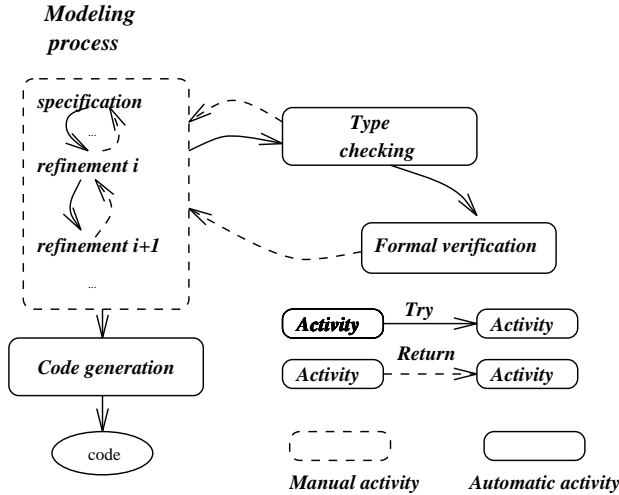 Modeling
process
specification
...
refinement i
refinement i+1
...
Type
checking
Formal verification
Code generation
code
Activity
Try
Activity
Activity
Return
Activity
Manual activity
Automatic activity